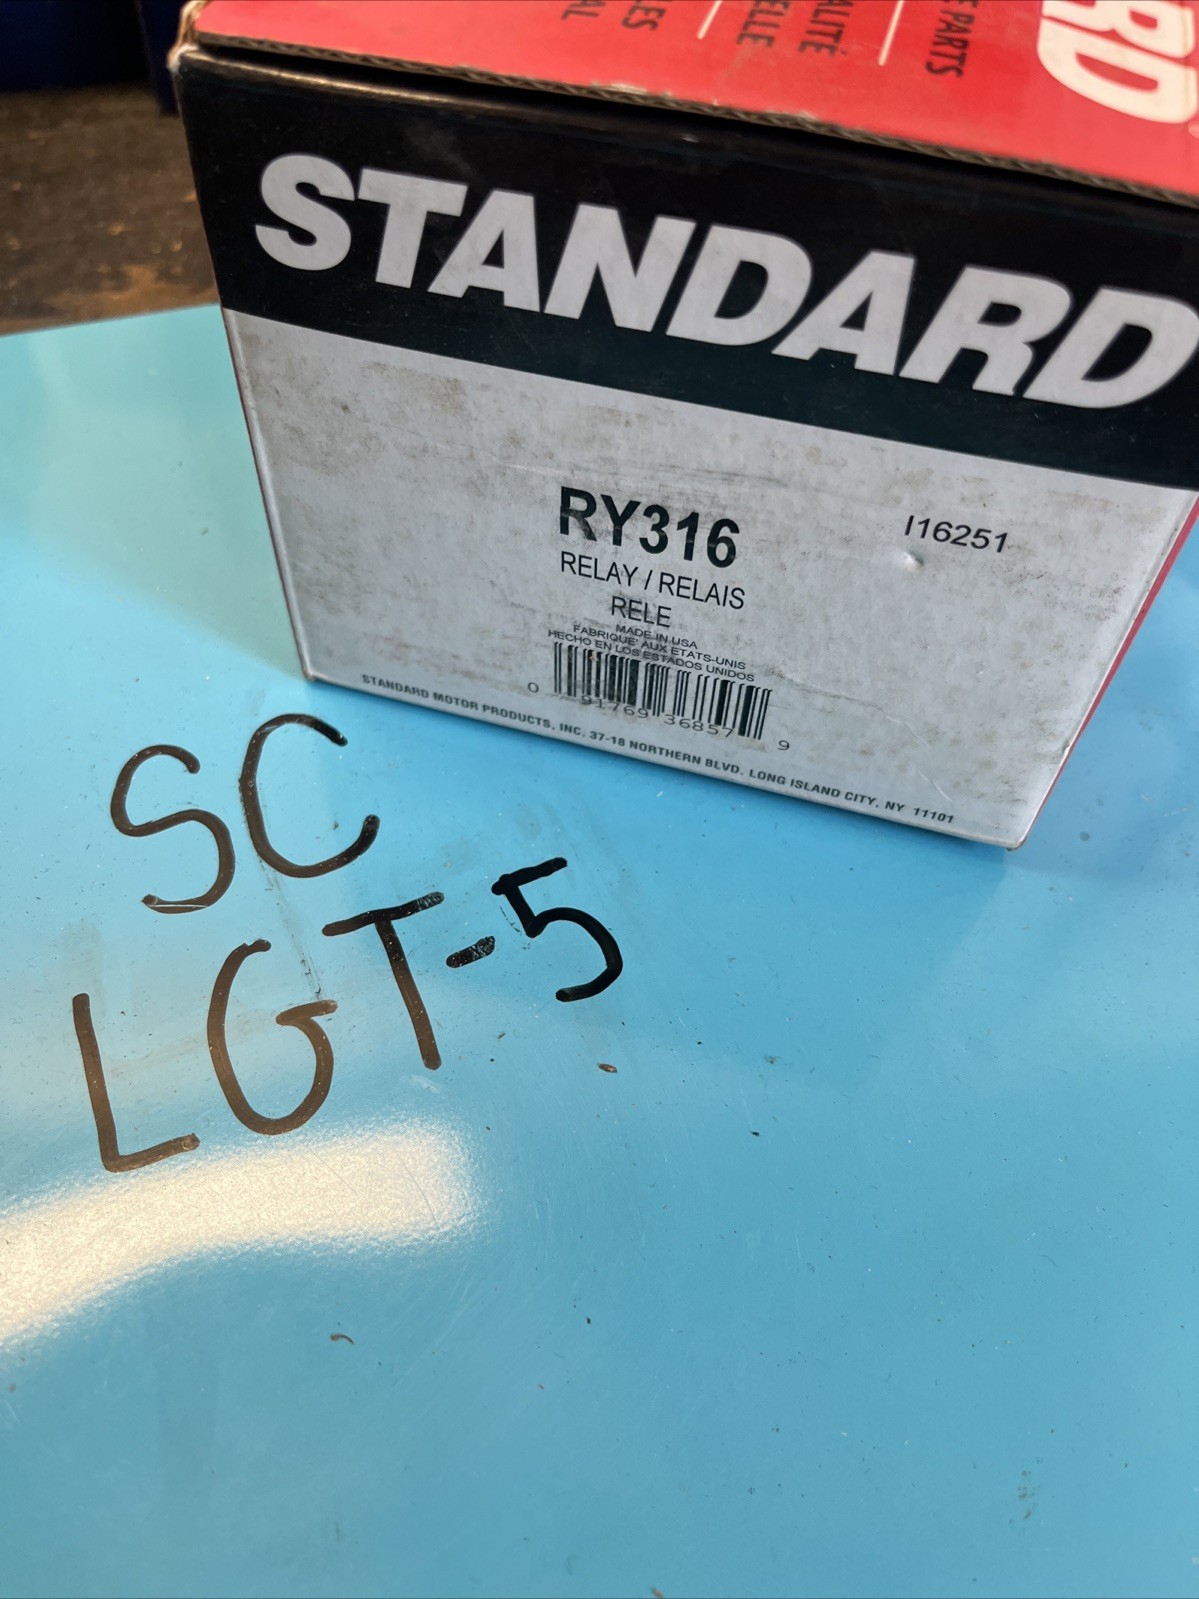 STANDARD
RY316
I16251
RELAY / RELAIS
RELE
MADE IN USA
FABRIQUE' AUX ETATS-UNIS
HECHO EN LOS ESTADOS UNIDOS
0 91769 36857 9
STANDARD MOTOR PRODUCTS, INC. 37-18 NORTHERN BLVD. LONG ISLAND CITY, NY 11101
SC
LGT-5